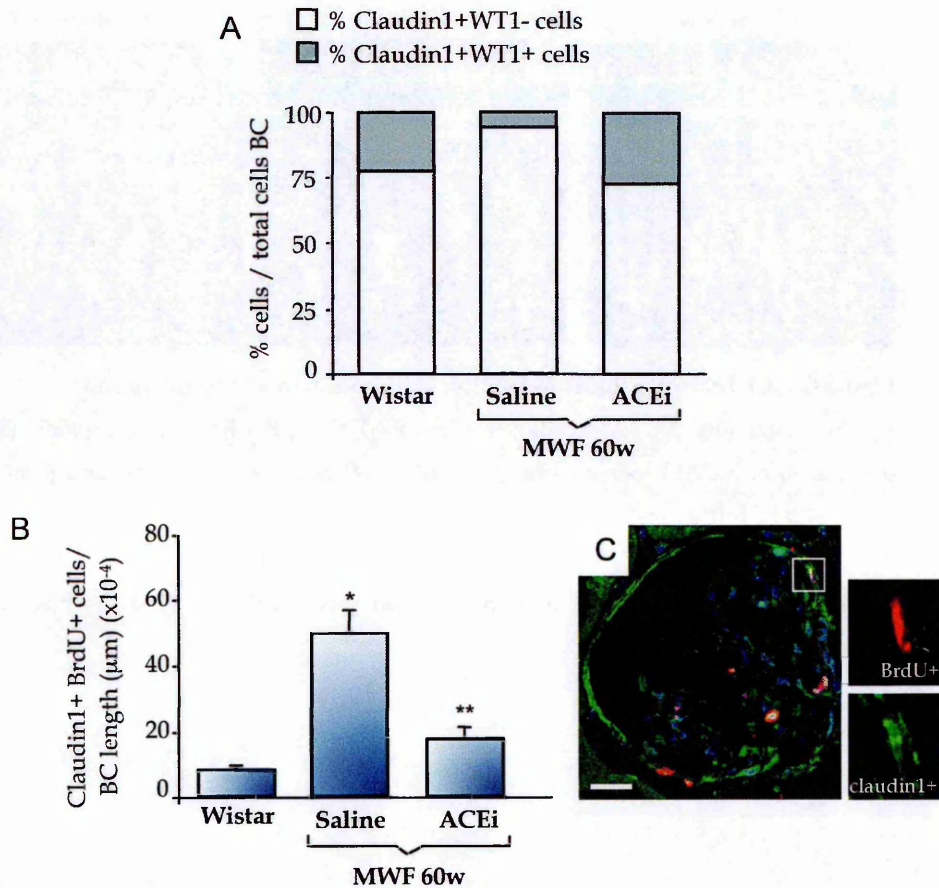 A
% Claudin1+WT1- cells
% Claudin1+WT1+ cells
% cells / total cells BC
100
75
50
25
0
Wistar
Saline
ACEi
MWF 60w
B
Claudin1+ BrdU+ cells/
BC length (μm) (x10-4)
80
60
40
20
0
*
**
Wistar
Saline
ACEi
MWF 60w
C
BrdU+
claudin1+